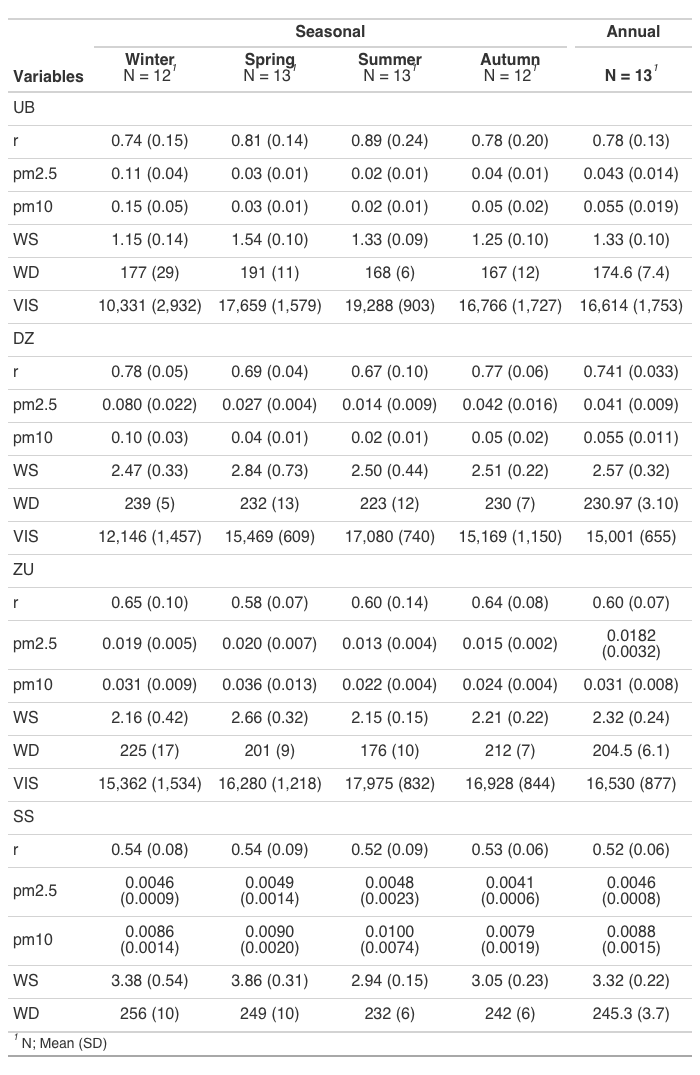 Seasonal Annual
Variables Winter N = 12¹ Spring N = 13¹ Summer N = 13¹ Autumn N = 12¹ N = 13¹
UB
r 0.74 (0.15) 0.81 (0.14) 0.89 (0.24) 0.78 (0.20) 0.78 (0.13)
pm2.5 0.11 (0.04) 0.03 (0.01) 0.02 (0.01) 0.04 (0.01) 0.043 (0.014)
pm10 0.15 (0.05) 0.03 (0.01) 0.02 (0.01) 0.05 (0.02) 0.055 (0.019)
WS 1.15 (0.14) 1.54 (0.10) 1.33 (0.09) 1.25 (0.10) 1.33 (0.10)
WD 177 (29) 191 (11) 168 (6) 167 (12) 174.6 (7.4)
VIS 10,331 (2,932) 17,659 (1,579) 19,288 (903) 16,766 (1,727) 16,614 (1,753)
DZ
r 0.78 (0.05) 0.69 (0.04) 0.67 (0.10) 0.77 (0.06) 0.741 (0.033)
pm2.5 0.080 (0.022) 0.027 (0.004) 0.014 (0.009) 0.042 (0.016) 0.041 (0.009)
pm10 0.10 (0.03) 0.04 (0.01) 0.02 (0.01) 0.05 (0.02) 0.055 (0.011)
WS 2.47 (0.33) 2.84 (0.73) 2.50 (0.44) 2.51 (0.22) 2.57 (0.32)
WD 239 (5) 232 (13) 223 (12) 230 (7) 230.97 (3.10)
VIS 12,146 (1,457) 15,469 (609) 17,080 (740) 15,169 (1,150) 15,001 (655)
ZU
r 0.65 (0.10) 0.58 (0.07) 0.60 (0.14) 0.64 (0.08) 0.60 (0.07)
pm2.5 0.019 (0.005) 0.020 (0.007) 0.013 (0.004) 0.015 (0.002) 0.0182 (0.0032)
pm10 0.031 (0.009) 0.036 (0.013) 0.022 (0.004) 0.024 (0.004) 0.031 (0.008)
WS 2.16 (0.42) 2.66 (0.32) 2.15 (0.15) 2.21 (0.22) 2.32 (0.24)
WD 225 (17) 201 (9) 176 (10) 212 (7) 204.5 (6.1)
VIS 15,362 (1,534) 16,280 (1,218) 17,975 (832) 16,928 (844) 16,530 (877)
SS
r 0.54 (0.08) 0.54 (0.09) 0.52 (0.09) 0.53 (0.06) 0.52 (0.06)
pm2.5 0.0046 (0.0009) 0.0049 (0.0014) 0.0048 (0.0023) 0.0041 (0.0006) 0.0046 (0.0008)
pm10 0.0086 (0.0014) 0.0090 (0.0020) 0.0100 (0.0074) 0.0079 (0.0019) 0.0088 (0.0015)
WS 3.38 (0.54) 3.86 (0.31) 2.94 (0.15) 3.05 (0.23) 3.32 (0.22)
WD 256 (10) 249 (10) 232 (6) 242 (6) 245.3 (3.7)
¹ N; Mean (SD)